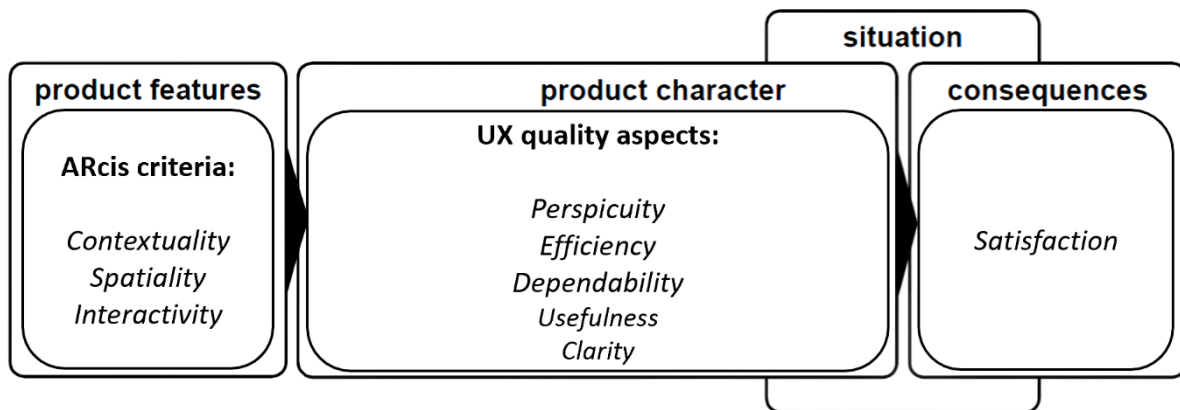 situation
product features
product character
consequences
ARcis criteria:
Contextuality
Spatiality
Interactivity
UX quality aspects:
Perspicuity
Efficiency
Dependability
Usefulness
Clarity
Satisfaction